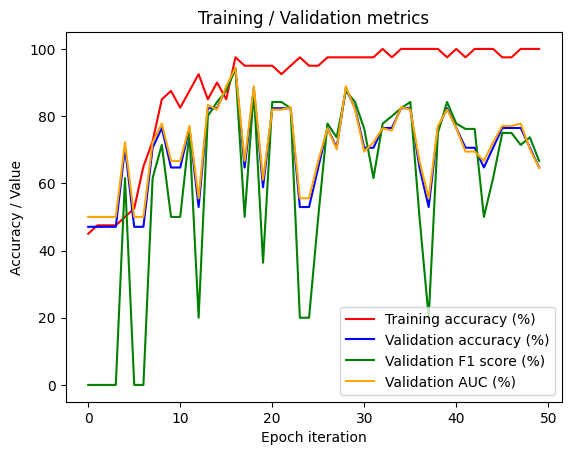 Training / Validation metrics
100
80
60
40
20
0
Accuracy / Value
Training accuracy (%)
Validation accuracy (%)
Validation F1 score (%)
Validation AUC (%)
0 10 20 30 40 50
Epoch iteration